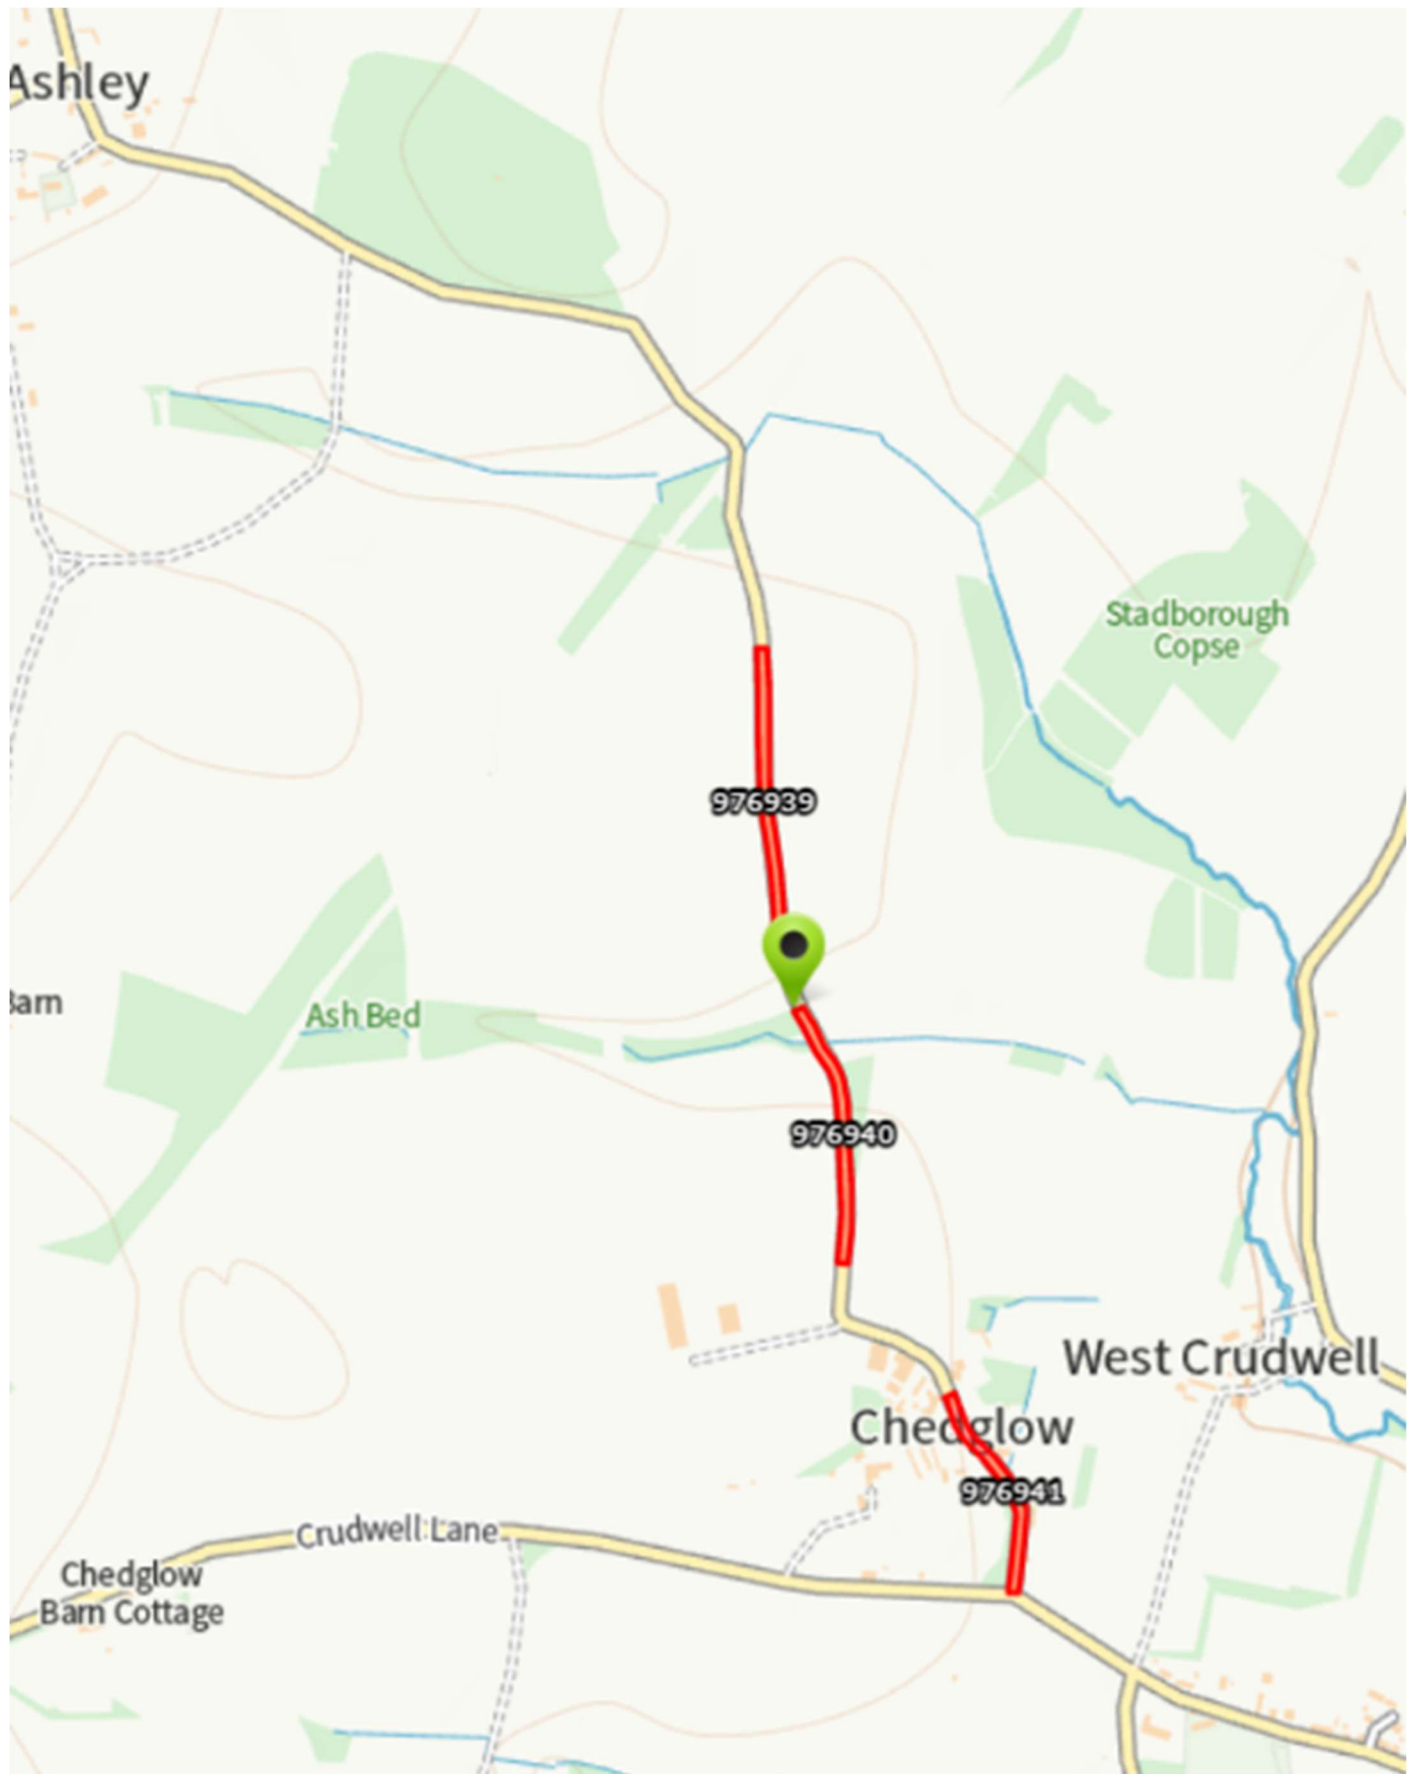 Ashley
Stadborough
Copse
976939
Barn
Ash Bed
976940
West Crudwell
Chedglow
976941
Crudwell Lane
Chedglow
Barn Cottage